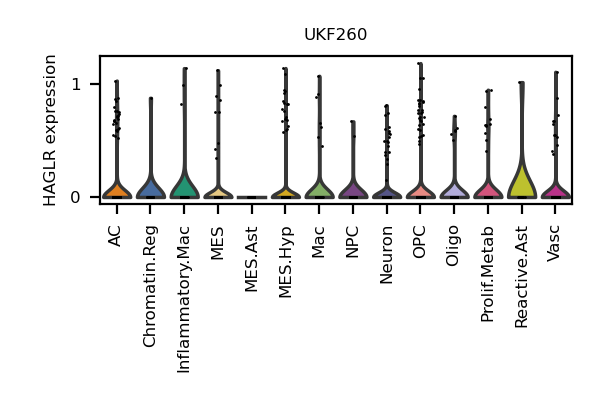 UKF260
HAGLR expression
1
0
AC
Chromatin.Reg
Inflammatory.Mac
MES
MES.Ast
MES.Hyp
Mac
NPC
Neuron
OPC
Oligo
Prolif.Metab
Reactive.Ast
Vasc